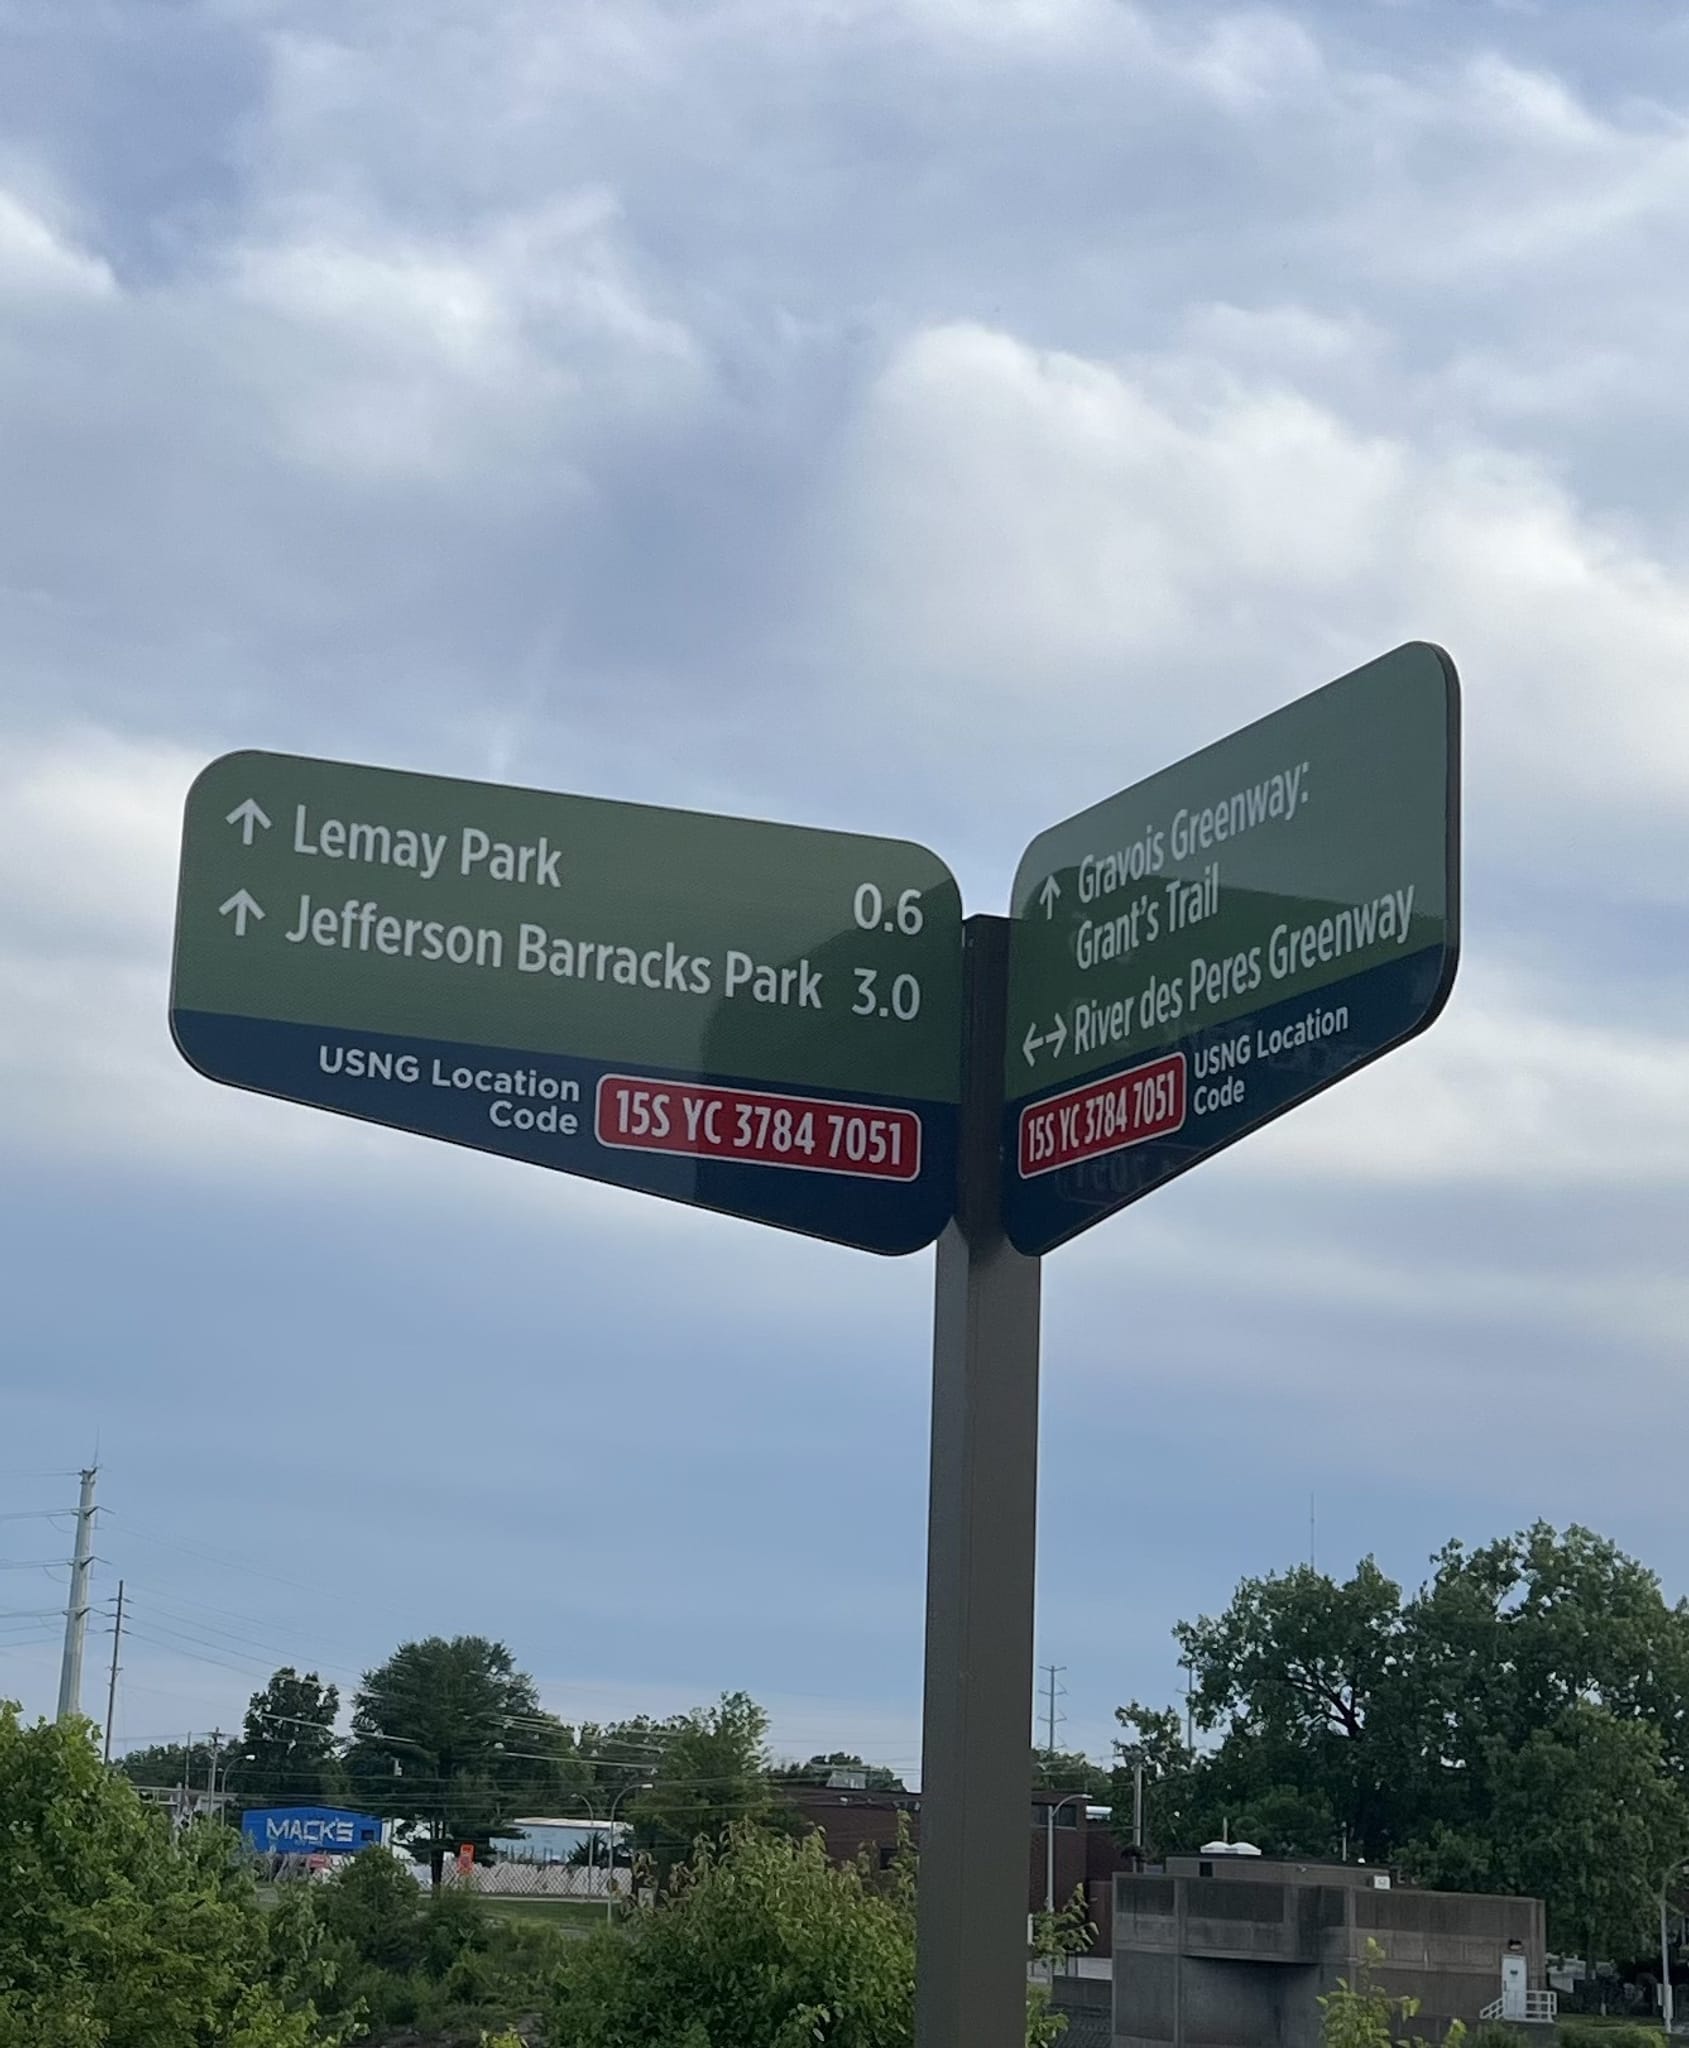 ↑ Lemay Park 0.6
↑ Jefferson Barracks Park 3.0
USNG Location
Code
15S YC 3784 7051
↑ Gravois Greenway:
Grant's Trail
↔ River des Peres Greenway
15S YC 3784 7051
USNG Location
Code
MACK'S